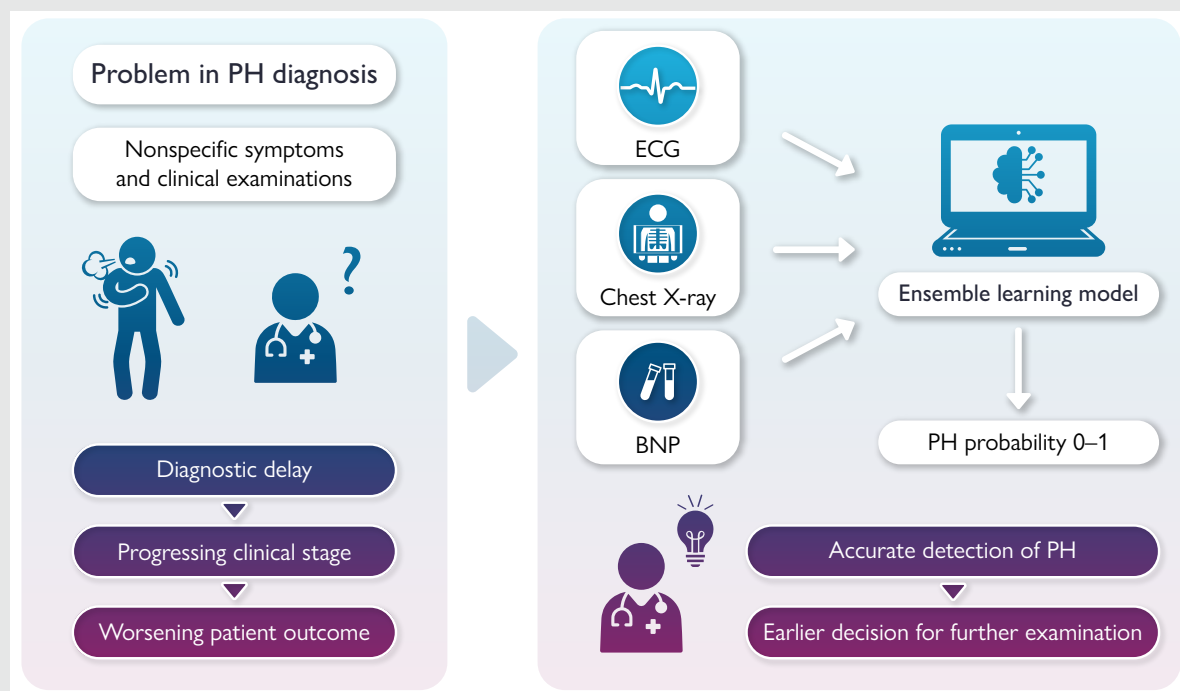 Problem in PH diagnosis
Nonspecific symptoms
and clinical examinations
?
Diagnostic delay
Progressing clinical stage
Worsening patient outcome
ECG
Chest X-ray
BNP
Ensemble learning model
PH probability 0–1
Accurate detection of PH
Earlier decision for further examination